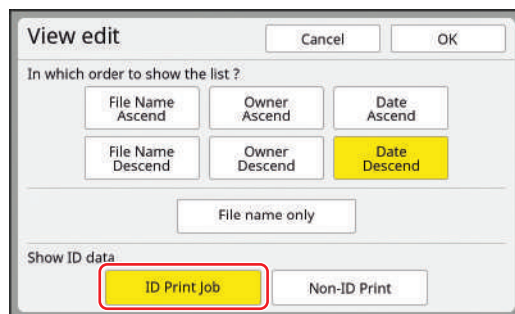 View edit
Cancel
OK
In which order to show the list ?
File Name
Ascend
Owner
Ascend
Date
Ascend
File Name
Descend
Owner
Descend
Date
Descend
File name only
Show ID data
ID Print Job
Non-ID Print